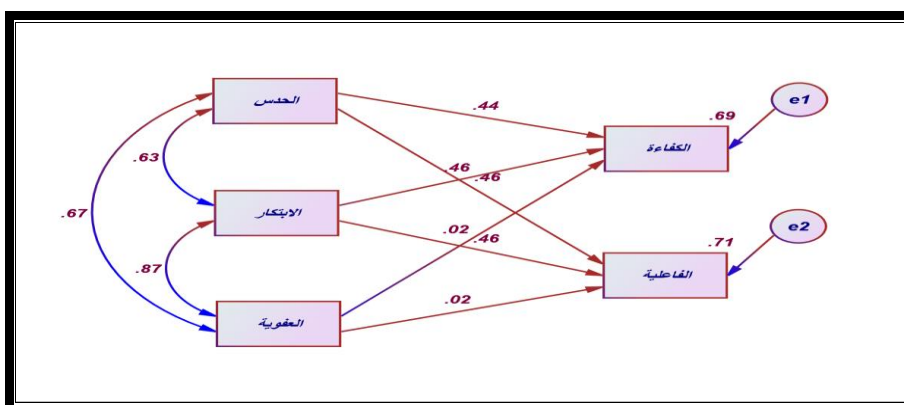 الحدس
.44
.69
e1
الكفاءة
.63
.46
.46
.67
الابتكار
.02
.46
.71
e2
الفاعلية
.87
.02
العفوية